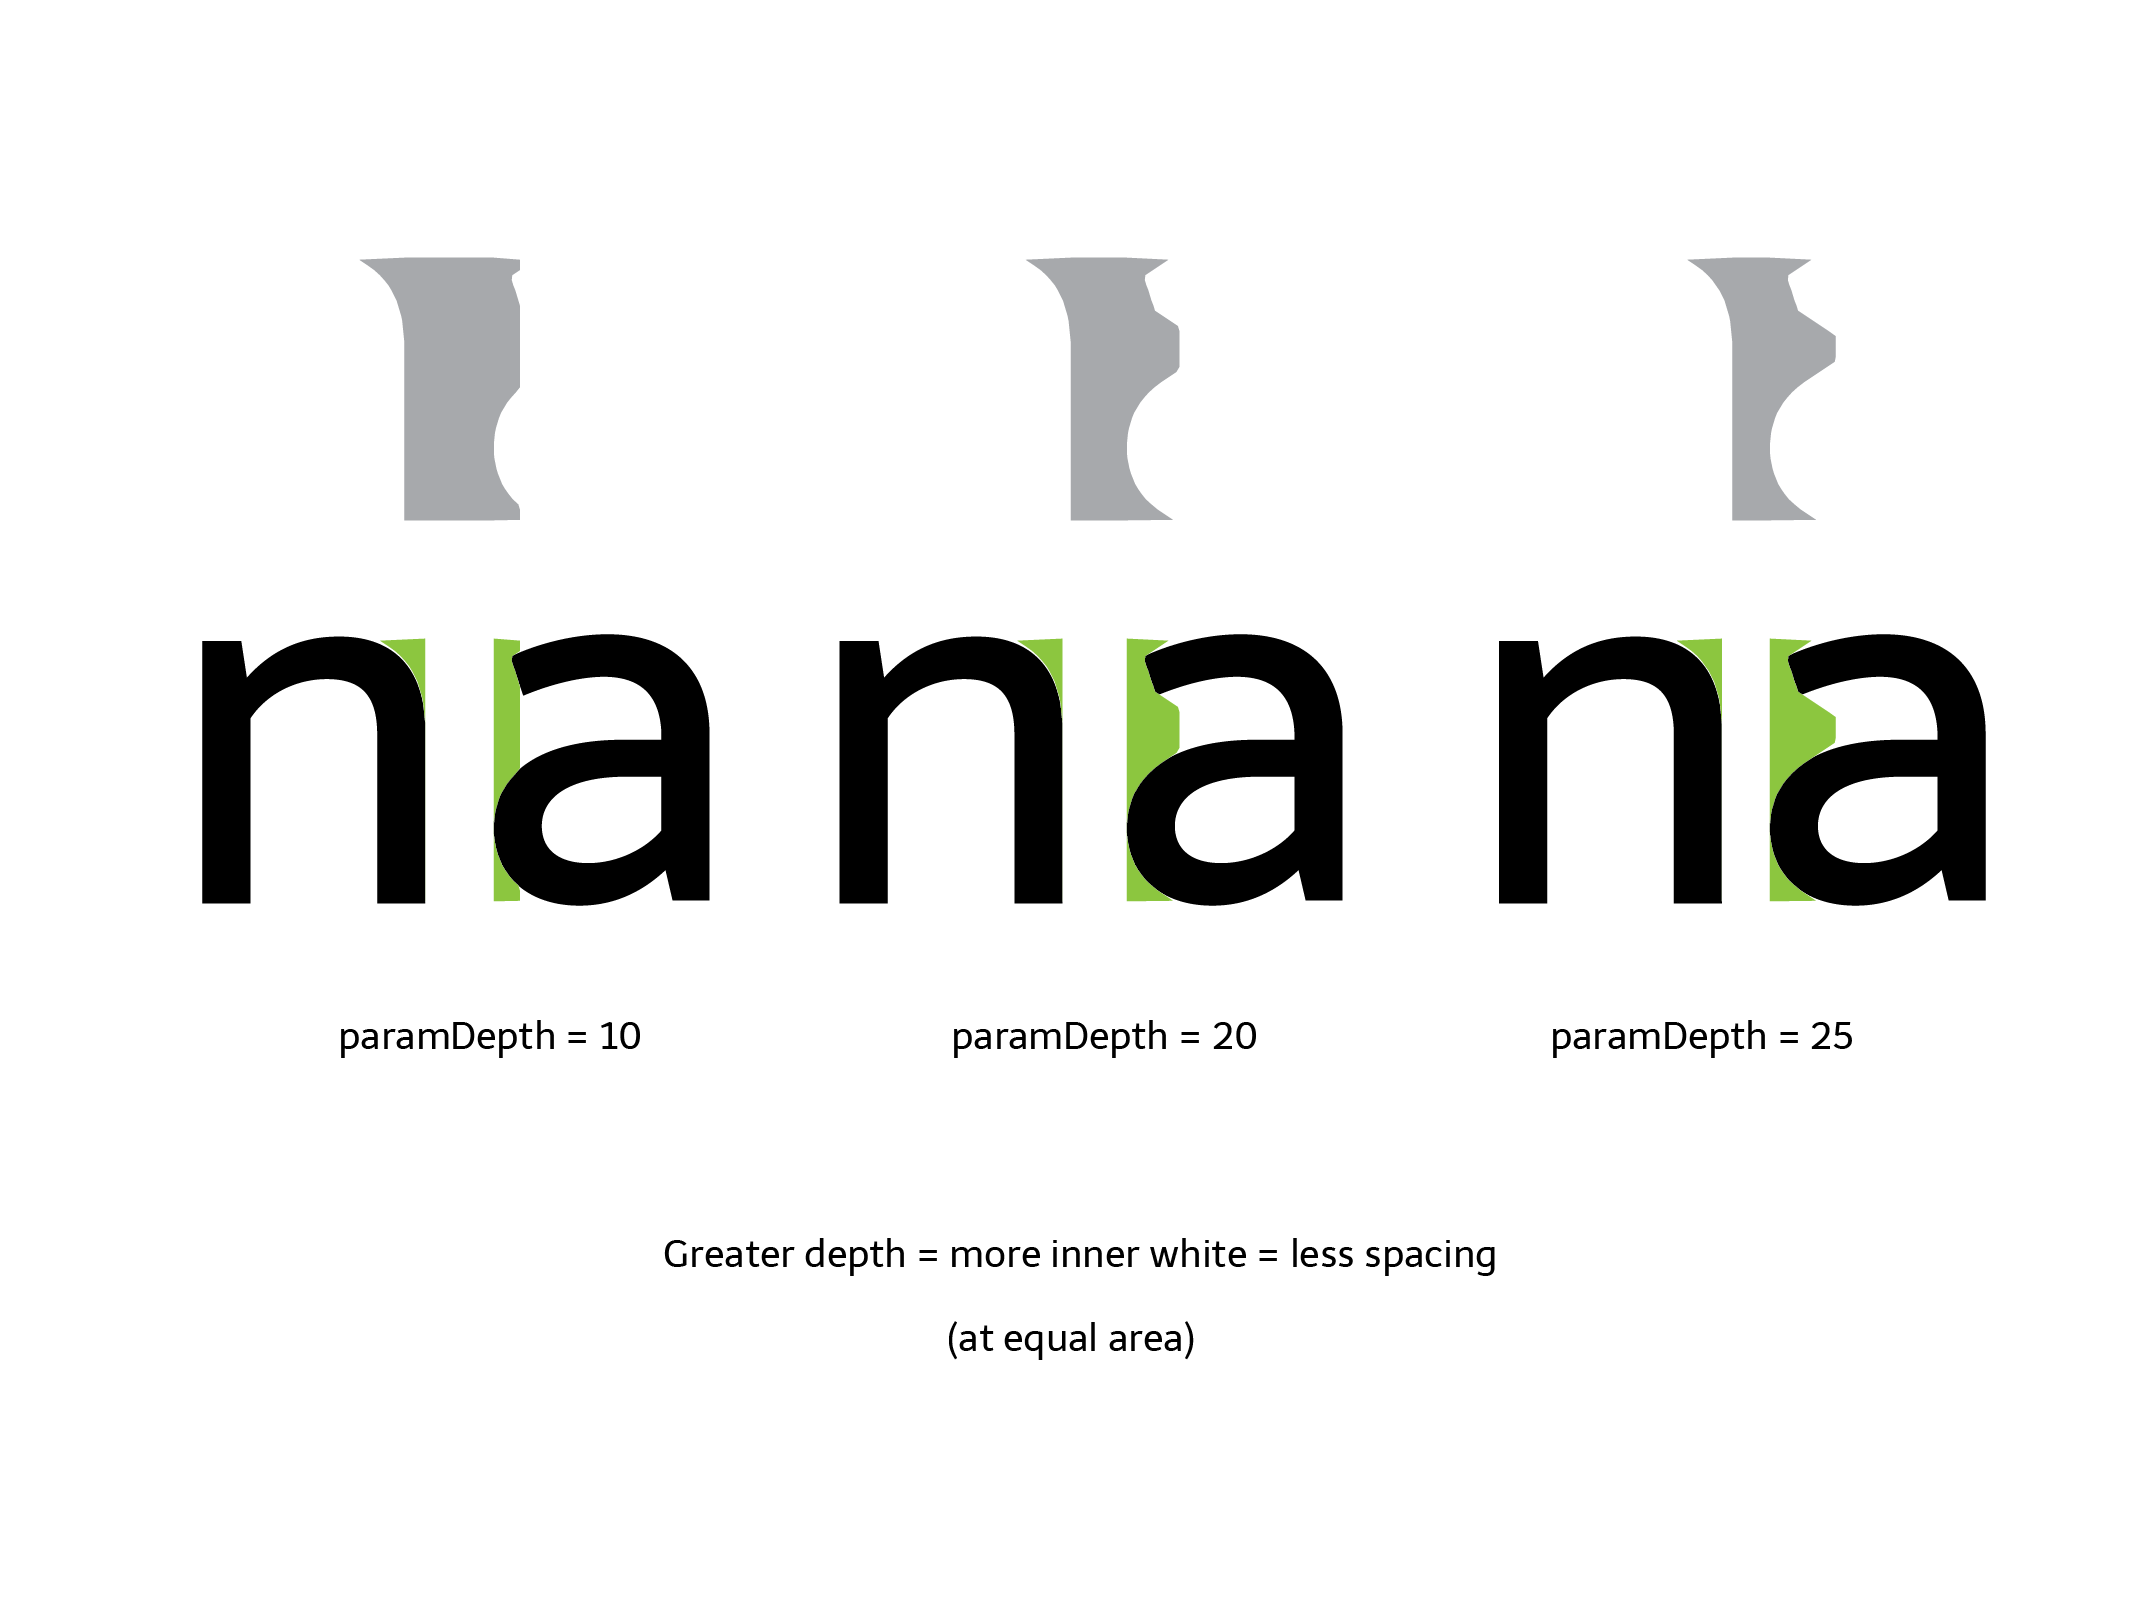 na na na
paramDepth = 10 paramDepth = 20 paramDepth = 25
Greater depth = more inner white = less spacing
(at equal area)